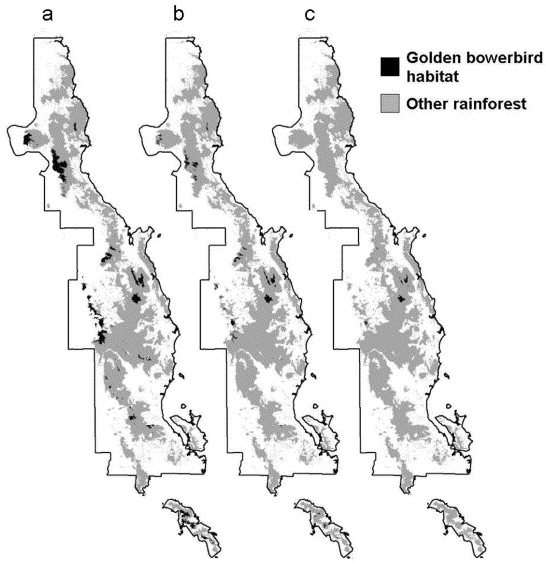 a b c
Golden bowerbird
habitat
Other rainforest